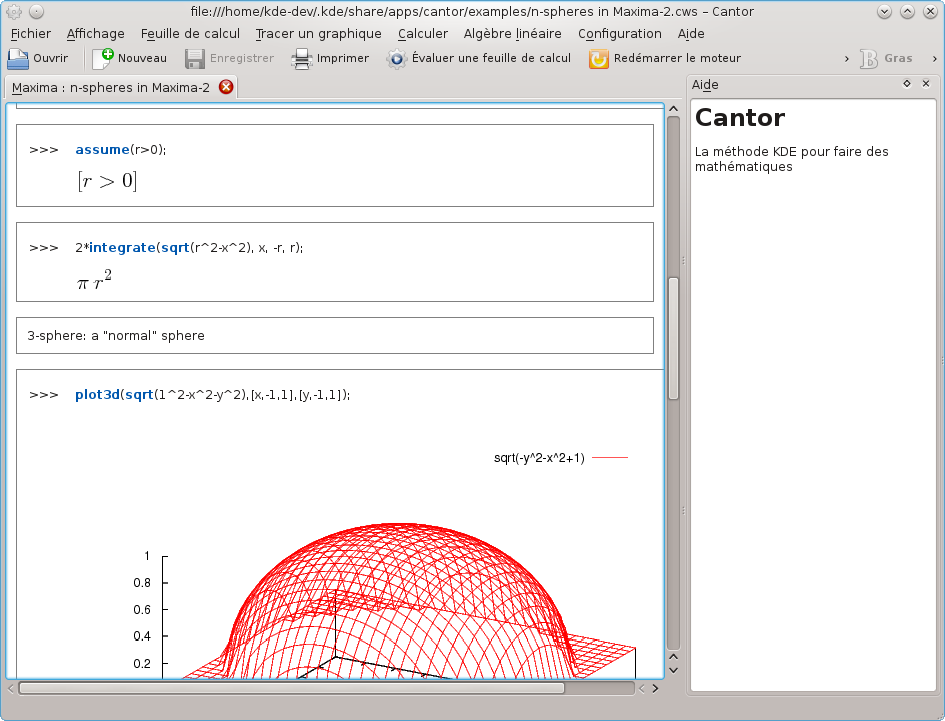 file:///home/kde-dev/.kde/share/apps/cantor/examples/n-spheres in Maxima-2.cws – Cantor
Fichier Affichage Feuille de calcul Tracer un graphique Calculer Algèbre linéaire Configuration Aide
Ouvrir Nouveau Enregistrer Imprimer Évaluer une feuille de calcul Redémarrer le moteur Gras
Maxima : n-spheres in Maxima-2
>>> assume(r>0);
[r > 0]
>>> 2*integrate(sqrt(r^2-x^2), x, -r, r);
π r²
3-sphere: a "normal" sphere
>>> plot3d(sqrt(1^2-x^2-y^2),[x,-1,1],[y,-1,1]);
sqrt(-y^2-x^2+1)
1
0.8
0.6
0.4
0.2
Aide
Cantor
La méthode KDE pour faire des
mathématiques